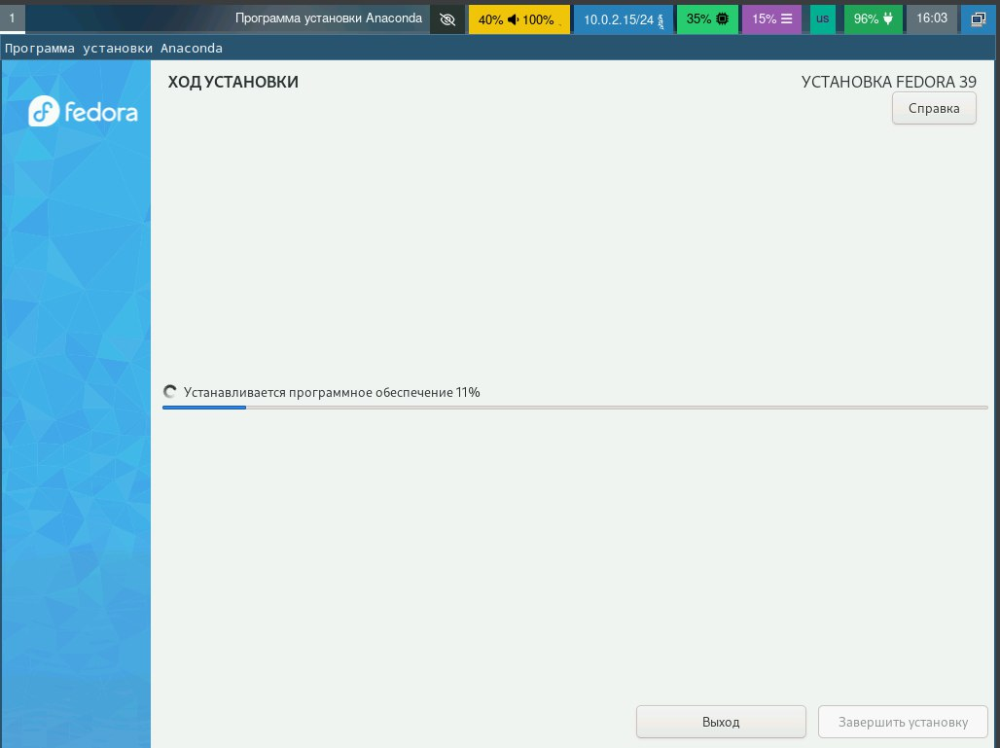 1 Программа установки Anaconda 40% 100% 10.0.2.15/24 35% 15% us 96% 16:03
Программа установки Anaconda
fedora
ХОД УСТАНОВКИ
УСТАНОВКА FEDORA 39
Справка
Устанавливается программное обеспечение 11%
Выход
Завершить установку